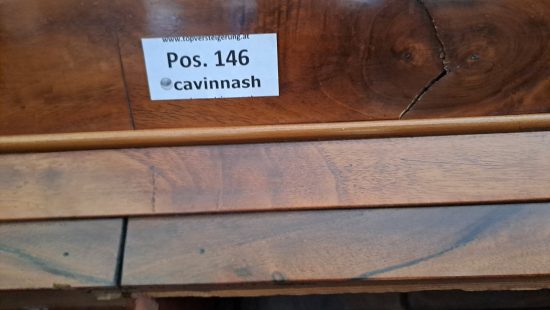 www.topversteigerung.at
Pos. 146
cavinnash